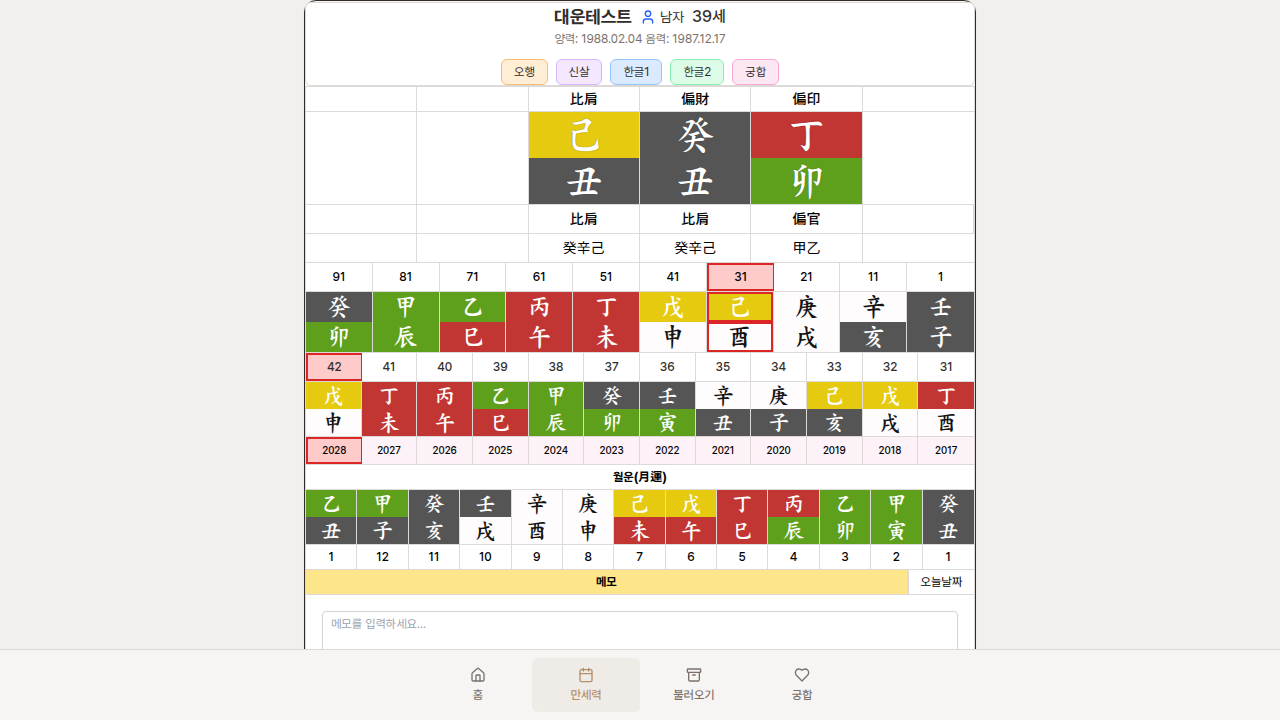 대운테스트 남자 39세
양력: 1988.02.04 음력: 1987.12.17
오행 신살 한글1 한글2 궁합
比肩 偏財 偏印
己 癸 丁
丑 丑 卯
比肩 比肩 偏官
癸辛己 癸辛己 甲乙
91 81 71 61 51 41 31 21 11 1
癸 甲 乙 丙 丁 戊 己 庚 辛 壬
卯 辰 巳 午 未 申 酉 戌 亥 子
42 41 40 39 38 37 36 35 34 33 32 31
戊 丁 丙 乙 甲 癸 壬 辛 庚 己 戊 丁
申 未 午 巳 辰 卯 寅 丑 子 亥 戌 酉
2028 2027 2026 2025 2024 2023 2022 2021 2020 2019 2018 2017
월운(月運)
乙 甲 癸 壬 辛 庚 己 戊 丁 丙 乙 甲 癸
丑 子 亥 戌 酉 申 未 午 巳 辰 卯 寅 丑
1 12 11 10 9 8 7 6 5 4 3 2 1
메모 오늘날짜
메모를 입력하세요...
홈 만세력 불러오기 궁합